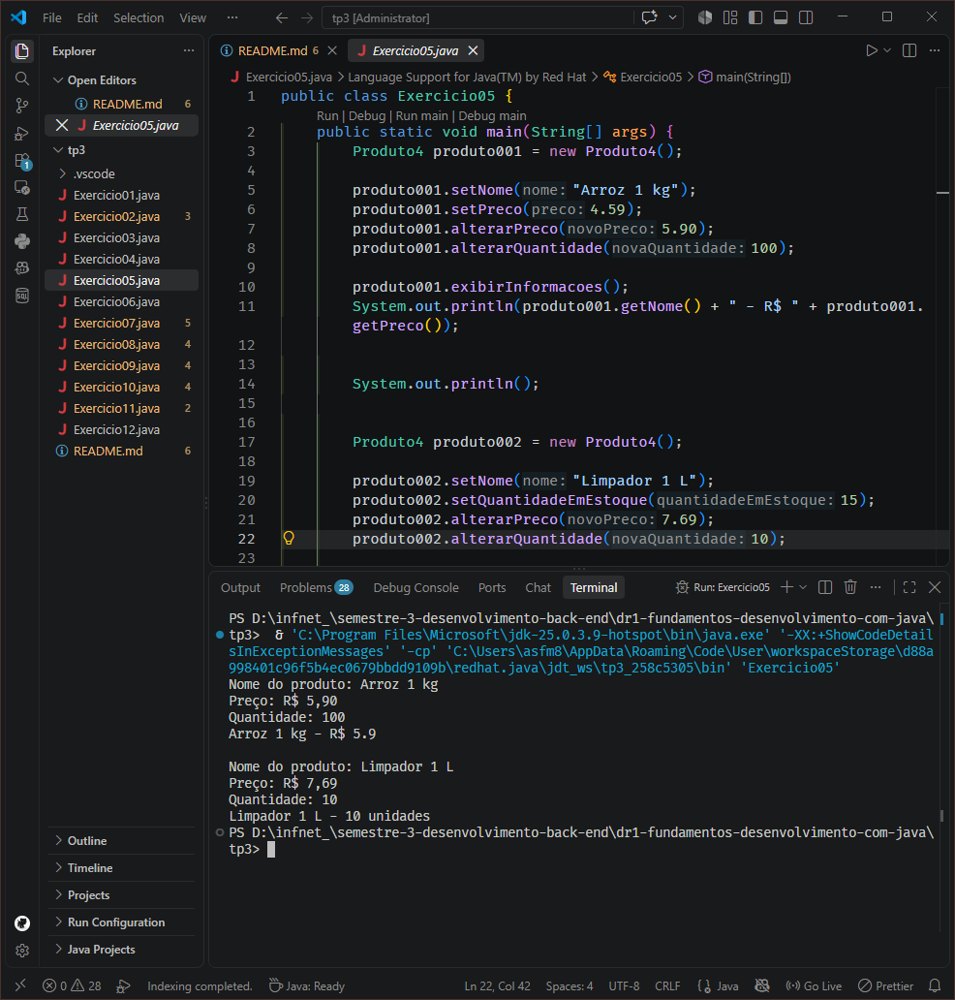 File Edit Selection View ··· tp3 [Administrator]
Explorer ···
Open Editors
README.md 6
Exercicio05.java
tp3
.vscode
Exercicio01.java
Exercicio02.java 3
Exercicio03.java
Exercicio04.java
Exercicio05.java
Exercicio06.java
Exercicio07.java 5
Exercicio08.java 4
Exercicio09.java 4
Exercicio10.java 4
Exercicio11.java 2
Exercicio12.java
README.md 6
Outline
Timeline
Projects
Run Configuration
Java Projects
1
SQL
README.md 6 Exercicio05.java
Exercicio05.java > Language Support for Java(TM) by Red Hat > Exercicio05 > main(String[])
1 public class Exercicio05 {
Run | Debug | Run main | Debug main
2 public static void main(String[] args) {
3 Produto4 produto001 = new Produto4();
4
5 produto001.setNome(nome: "Arroz 1 kg");
6 produto001.setPreco(preco: 4.59);
7 produto001.alterarPreco(novoPreco: 5.90);
8 produto001.alterarQuantidade(novaQuantidade: 100);
9
10 produto001.exibirInformacoes();
11 System.out.println(produto001.getNome() + " - R$ " + produto001.
getPreco());
12
13
14 System.out.println();
15
16
17 Produto4 produto002 = new Produto4();
18
19 produto002.setNome(nome: "Limpador 1 L");
20 produto002.setQuantidadeEmEstoque(quantidadeEmEstoque: 15);
21 produto002.alterarPreco(novoPreco: 7.69);
22 produto002.alterarQuantidade(novaQuantidade: 10);
23
Output Problems 28 Debug Console Ports Chat Terminal Run: Exercicio05
PS D:\infnet_\semestre-3-desenvolvimento-back-end\dr1-fundamentos-desenvolvimento-com-java\
tp3> & 'C:\Program Files\Microsoft\jdk-25.0.3.9-hotspot\bin\java.exe' '-XX:+ShowCodeDetail
sInExceptionMessages' '-cp' 'C:\Users\asfm8\AppData\Roaming\Code\User\workspaceStorage\d88a
998401c96f5b4ec0679bbdd9109b\redhat.java\jdt_ws\tp3_258c5305\bin' 'Exercicio05'
Nome do produto: Arroz 1 kg
Preço: R$ 5,90
Quantidade: 100
Arroz 1 kg - R$ 5.9
Nome do produto: Limpador 1 L
Preço: R$ 7,69
Quantidade: 10
Limpador 1 L - 10 unidades
PS D:\infnet_\semestre-3-desenvolvimento-back-end\dr1-fundamentos-desenvolvimento-com-java\
tp3>
0 28 Indexing completed. Java: Ready Ln 22, Col 42 Spaces: 4 UTF-8 CRLF {} Java Go Live Prettier